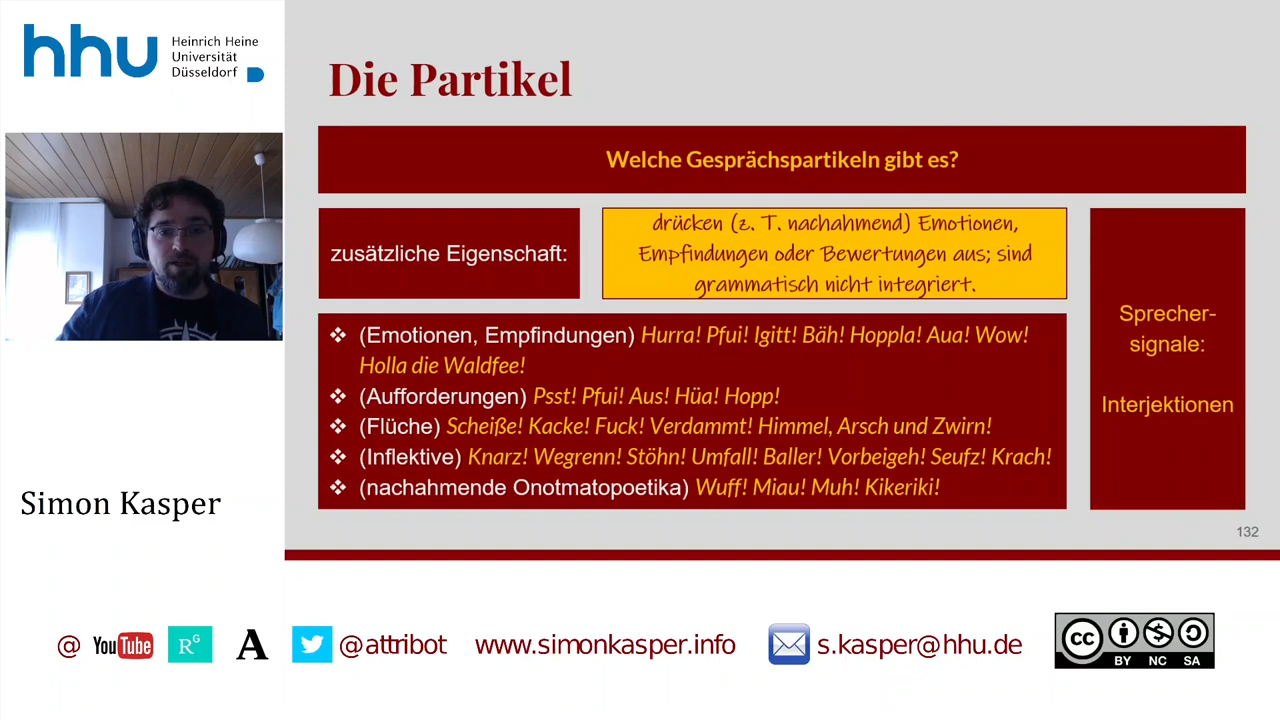 hhu Heinrich Heine
Universität
Düsseldorf
Die Partikel
Welche Gesprächspartikeln gibt es?
zusätzliche Eigenschaft:
drücken (z. T. nachahmend) Emotionen,
Empfindungen oder Bewertungen aus; sind
grammatisch nicht integriert.
❖ (Emotionen, Empfindungen) Hurra! Pfui! Igitt! Bäh! Hoppla! Aua! Wow!
Holla die Waldfee!
❖ (Aufforderungen) Psst! Pfui! Aus! Hüa! Hopp!
❖ (Flüche) Scheiße! Kacke! Fuck! Verdammt! Himmel, Arsch und Zwirn!
❖ (Inflektive) Knarz! Wegrenn! Stöhn! Umfall! Baller! Vorbeigeh! Seufz! Krach!
❖ (nachahmende Onotmatopoetika) Wuff! Miau! Muh! Kikeriki!
Sprecher-
signale:
Interjektionen
132
Simon Kasper
@ YouTube RG A @attribot www.simonkasper.info s.kasper@hhu.de
cc BY NC SA